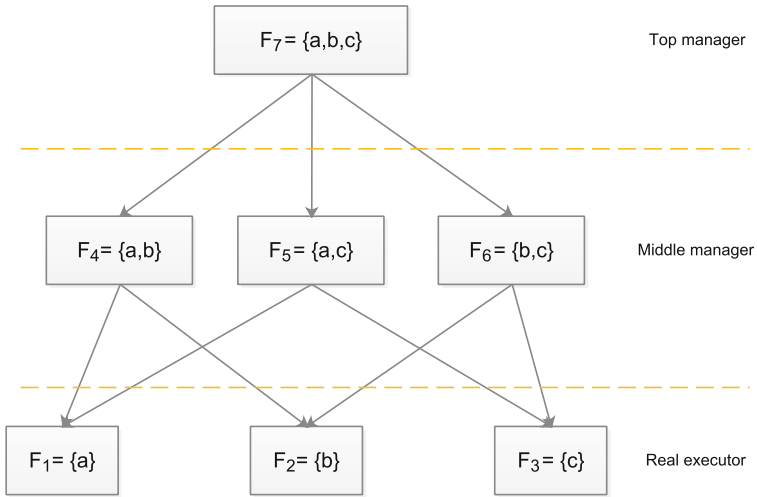 F7= {a,b,c}
Top manager
F4= {a,b}
F5= {a,c}
F6= {b,c}
Middle manager
F1= {a}
F2= {b}
F3= {c}
Real executor